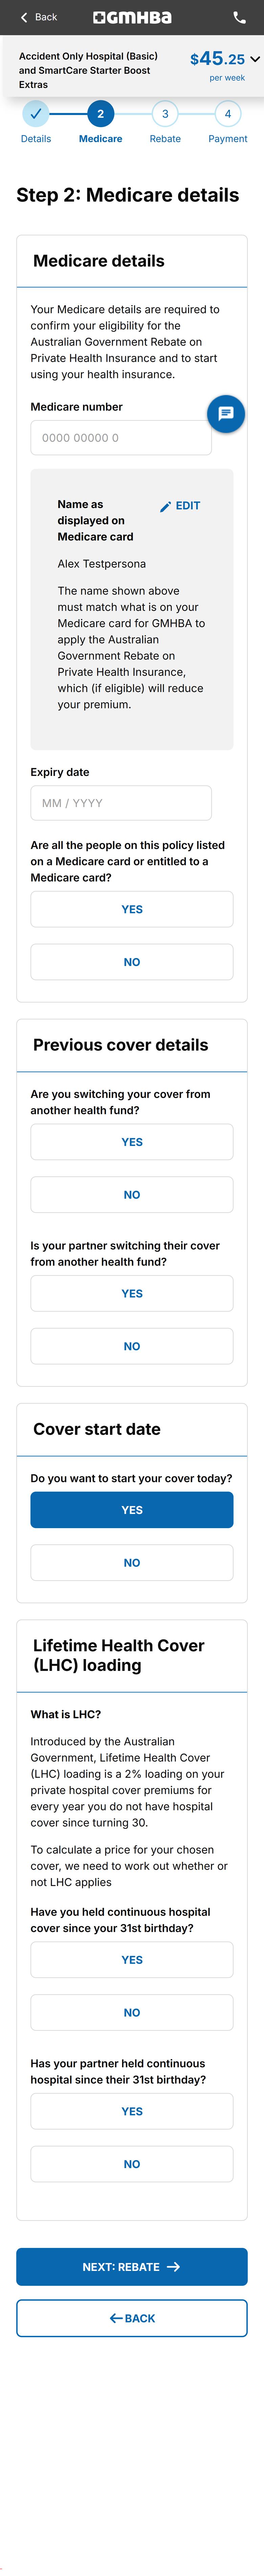 Back
GMHBA
Accident Only Hospital (Basic)
and SmartCare Starter Boost
Extras
$45.25
per week
2
3
4
Details
Medicare
Rebate
Payment
Step 2: Medicare details
Medicare details
Your Medicare details are required to
confirm your eligibility for the
Australian Government Rebate on
Private Health Insurance and to start
using your health insurance.
Medicare number
0000 00000 0
Name as
displayed on
Medicare card
EDIT
Alex Testpersona
The name shown above
must match what is on your
Medicare card for GMHBA to
apply the Australian
Government Rebate on
Private Health Insurance,
which (if eligible) will reduce
your premium.
Expiry date
MM / YYYY
Are all the people on this policy listed
on a Medicare card or entitled to a
Medicare card?
YES
NO
Previous cover details
Are you switching your cover from
another health fund?
YES
NO
Is your partner switching their cover
from another health fund?
YES
NO
Cover start date
Do you want to start your cover today?
YES
NO
Lifetime Health Cover
(LHC) loading
What is LHC?
Introduced by the Australian
Government, Lifetime Health Cover
(LHC) loading is a 2% loading on your
private hospital cover premiums for
every year you do not have hospital
cover since turning 30.
To calculate a price for your chosen
cover, we need to work out whether or
not LHC applies
Have you held continuous hospital
cover since your 31st birthday?
YES
NO
Has your partner held continuous
hospital since their 31st birthday?
YES
NO
NEXT: REBATE
BACK